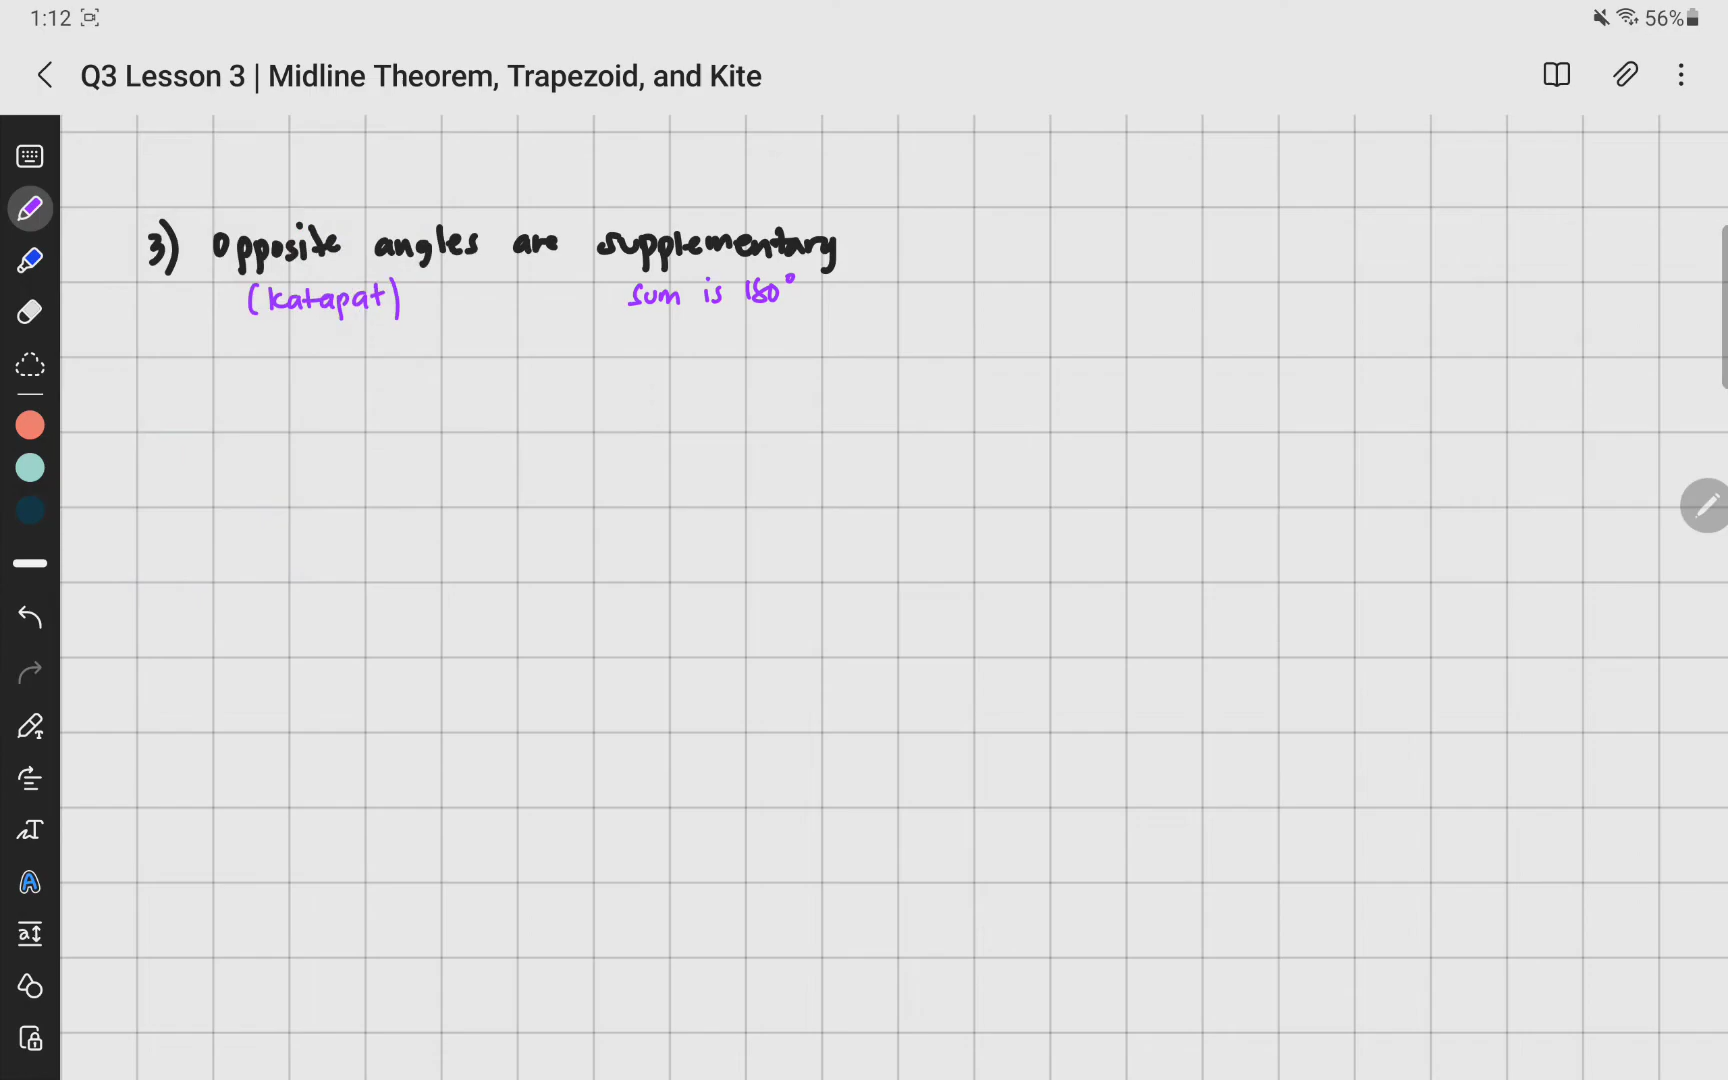 1:12 56%
Q3 Lesson 3 | Midline Theorem, Trapezoid, and Kite
3) Opposite angles are supplementary
(katapat) sum is 180°